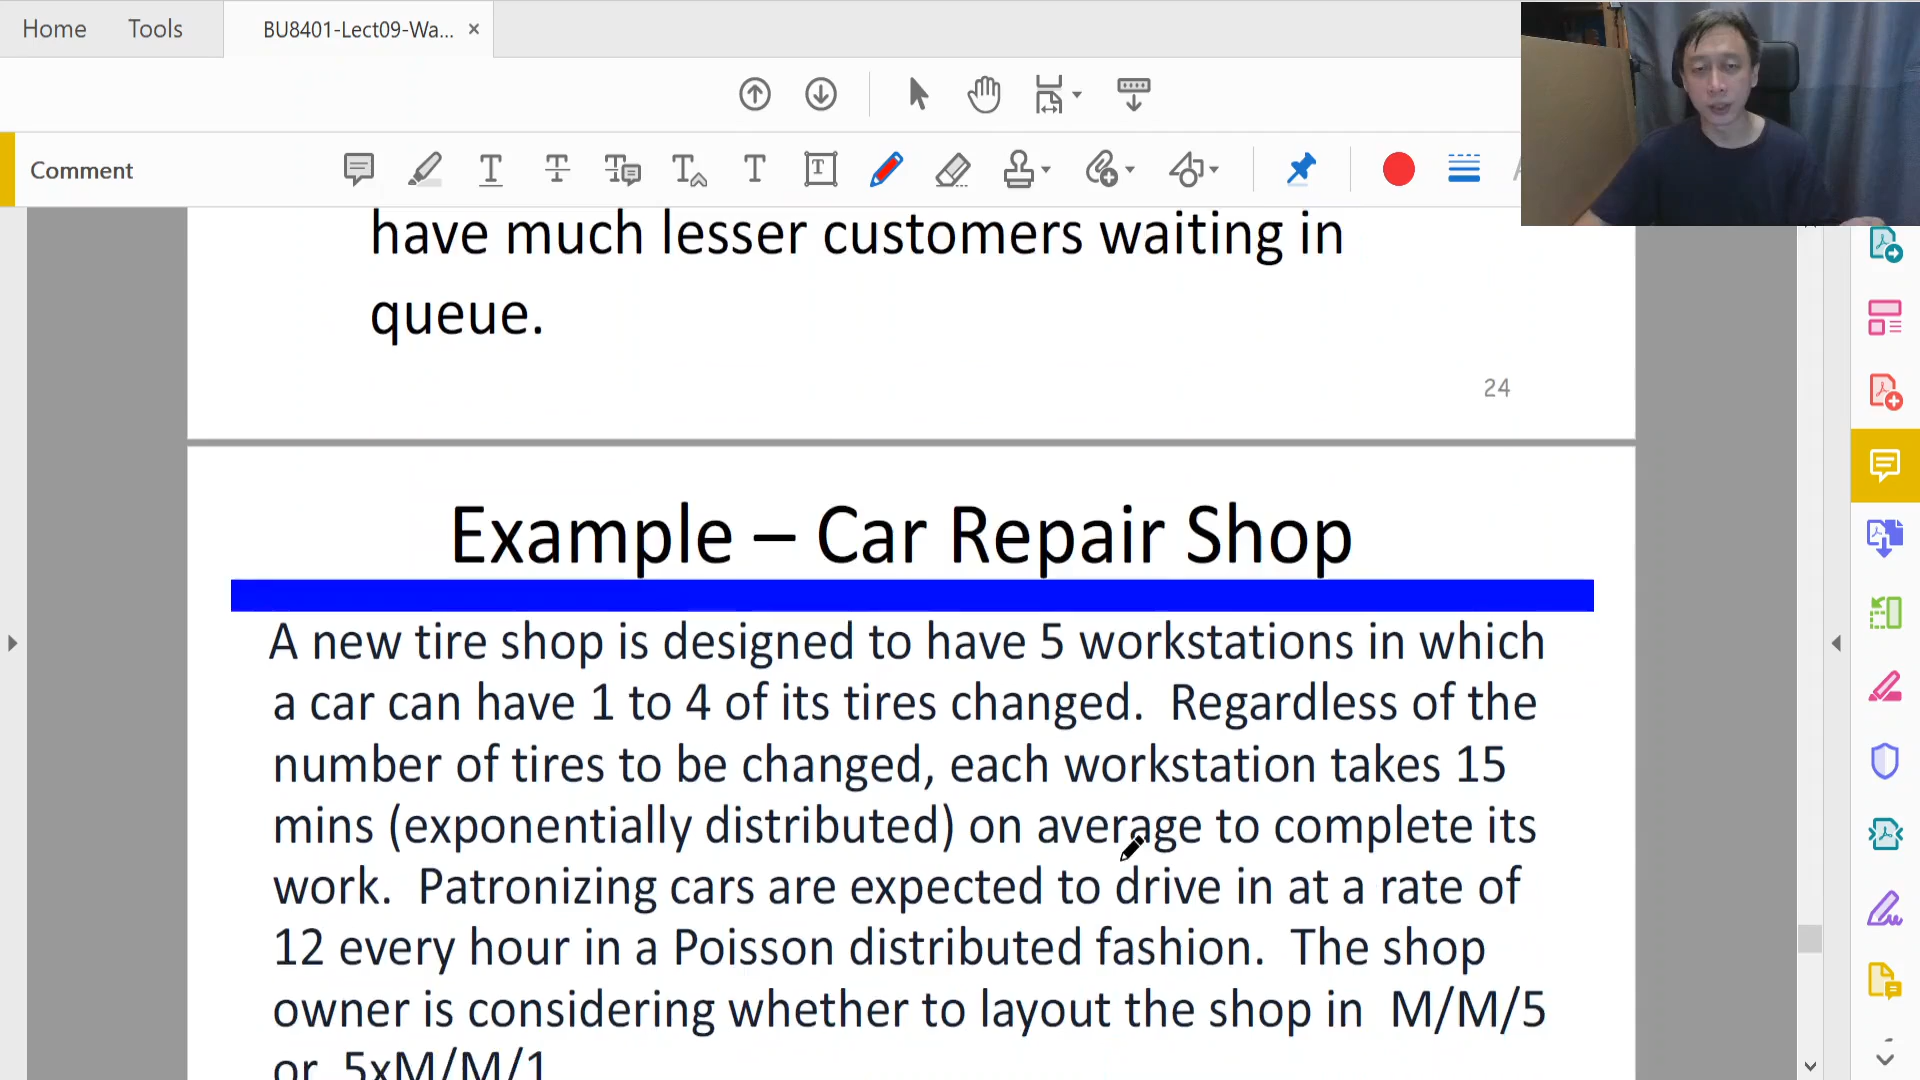 Home Tools BU8401-Lect09-Wa... ×
Comment
have much lesser customers waiting in
queue.
24
Example – Car Repair Shop
A new tire shop is designed to have 5 workstations in which
a car can have 1 to 4 of its tires changed. Regardless of the
number of tires to be changed, each workstation takes 15
mins (exponentially distributed) on average to complete its
work. Patronizing cars are expected to drive in at a rate of
12 every hour in a Poisson distributed fashion. The shop
owner is considering whether to layout the shop in M/M/5
or 5xM/M/1